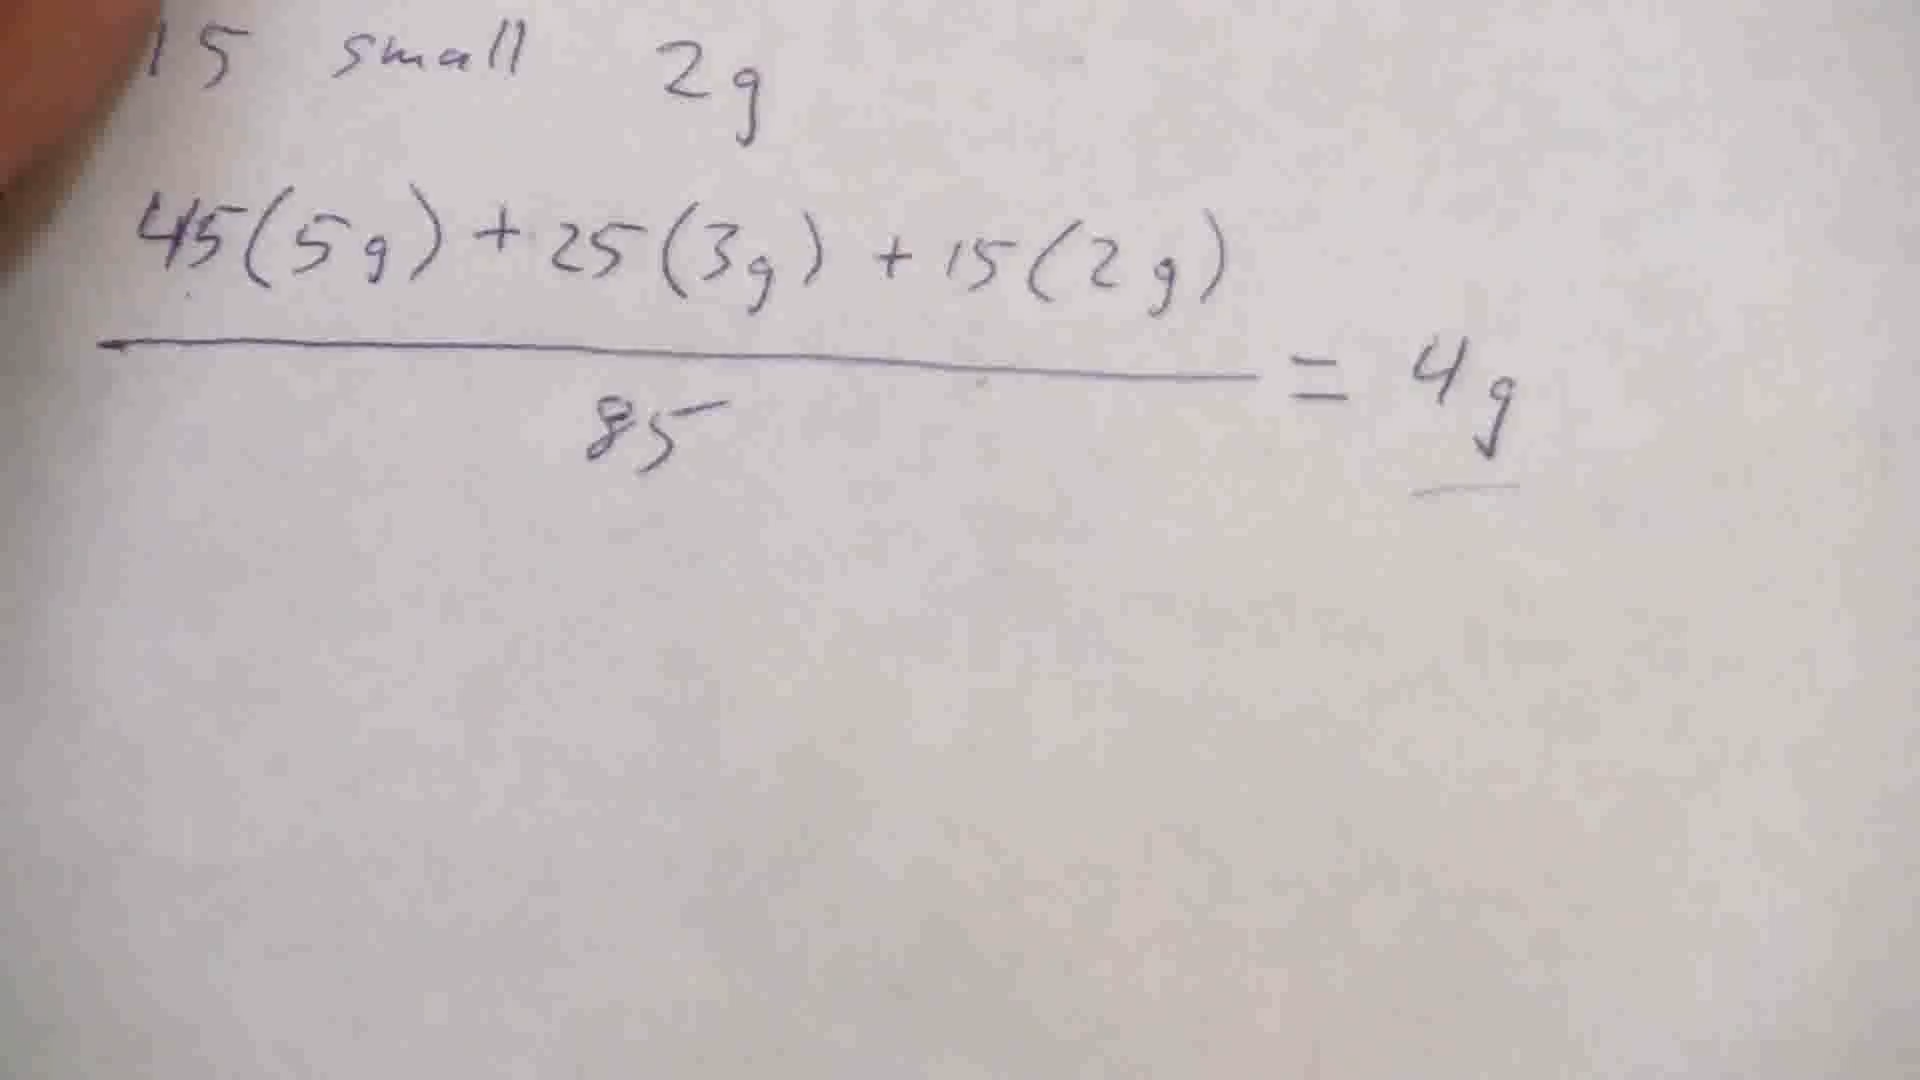 15 small 2g
45(5g) + 25(3g) + 15(2g)
85
= 4g